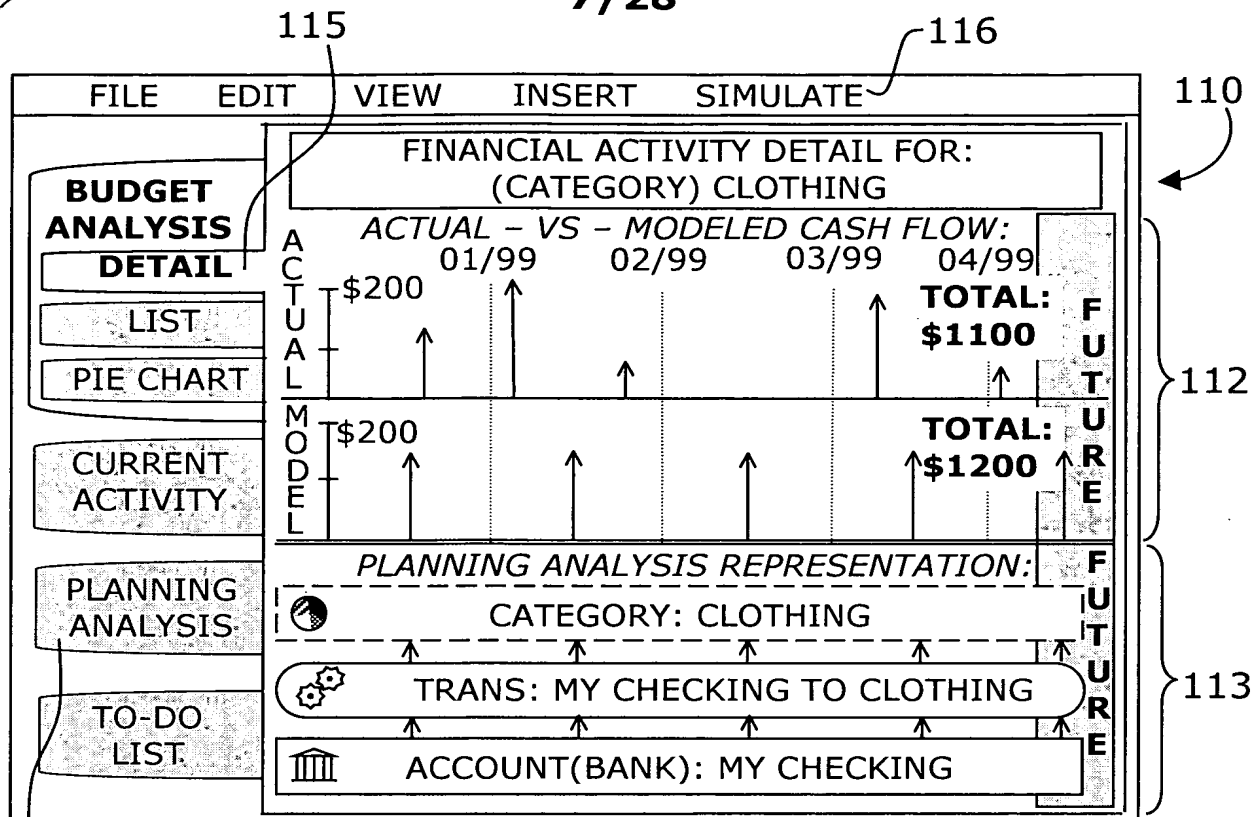 7/28
115
116
FILE EDIT VIEW INSERT SIMULATE
110
FINANCIAL ACTIVITY DETAIL FOR:
(CATEGORY) CLOTHING
BUDGET
ANALYSIS
DETAIL
LIST
PIE CHART
CURRENT
ACTIVITY
PLANNING
ANALYSIS
TO-DO
LIST
ACTUAL – VS – MODELED CASH FLOW:
01/99 02/99 03/99 04/99
ACTUAL
$200
TOTAL:
$1100
FUTURE
112
MODEL
$200
TOTAL:
$1200
PLANNING ANALYSIS REPRESENTATION:
CATEGORY: CLOTHING
TRANS: MY CHECKING TO CLOTHING
ACCOUNT(BANK): MY CHECKING
FUTURE
113